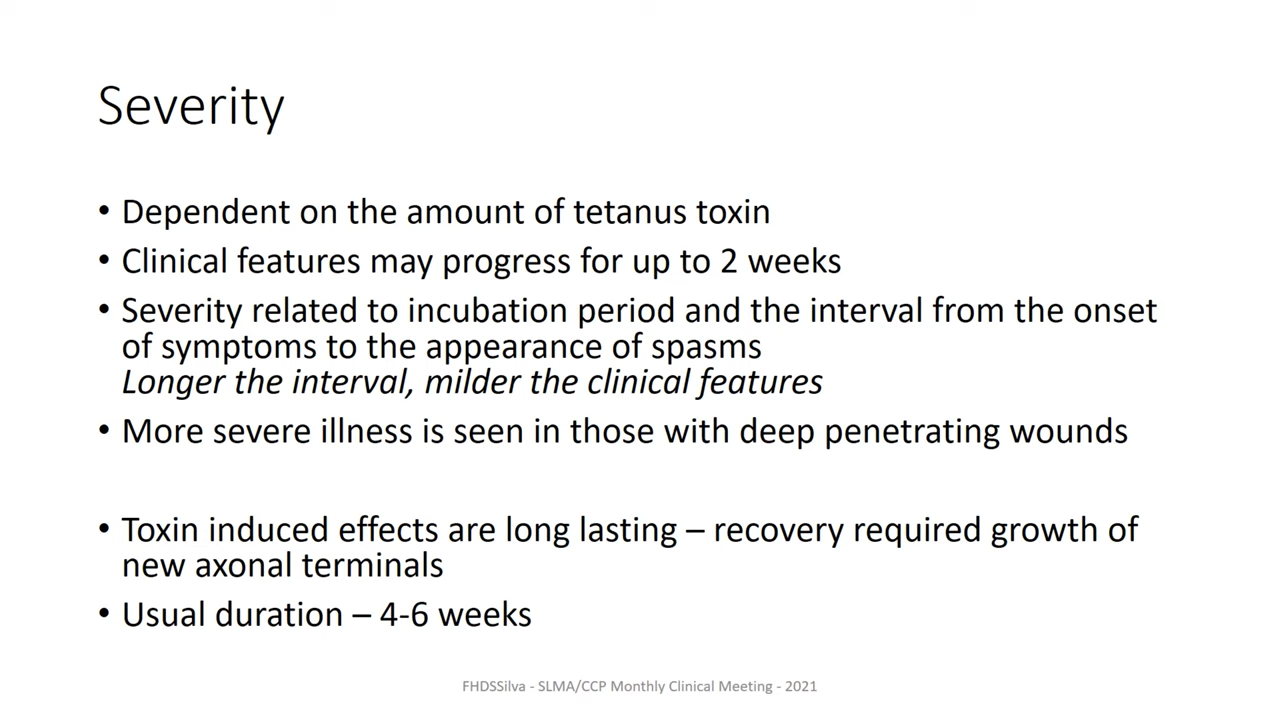 Severity
• Dependent on the amount of tetanus toxin
• Clinical features may progress for up to 2 weeks
• Severity related to incubation period and the interval from the onset
of symptoms to the appearance of spasms
Longer the interval, milder the clinical features
• More severe illness is seen in those with deep penetrating wounds
• Toxin induced effects are long lasting – recovery required growth of
new axonal terminals
• Usual duration – 4-6 weeks
FHDSSilva - SLMA/CCP Monthly Clinical Meeting - 2021